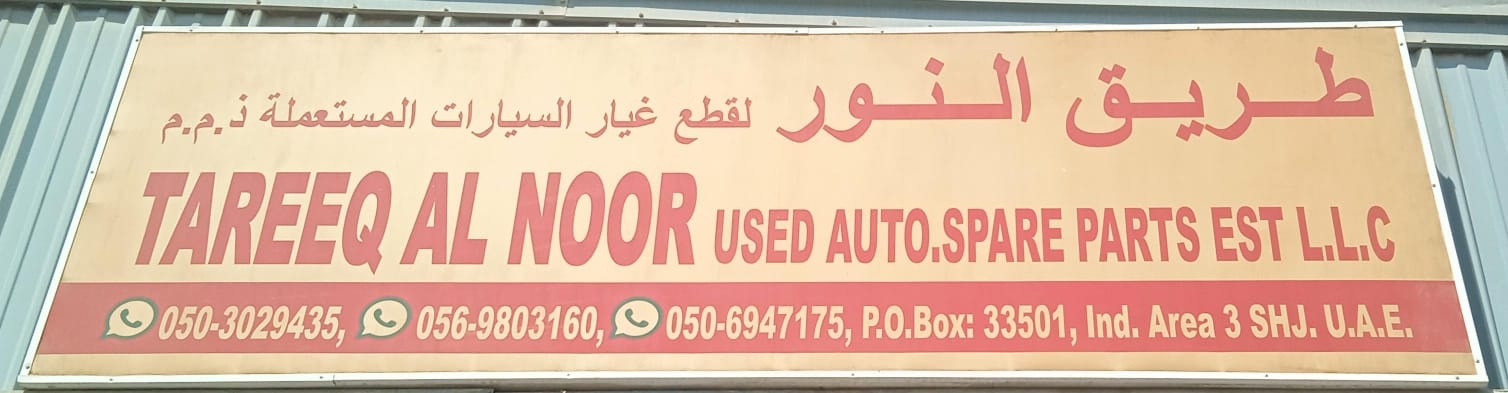 طريق النور لقطع غيار السيارات المستعملة ذ.م.م
TAREEQ AL NOOR USED AUTO.SPARE PARTS EST L.L.C
050-3029435, 056-9803160, 050-6947175, P.O.Box: 33501, Ind. Area 3 SHJ. U.A.E.